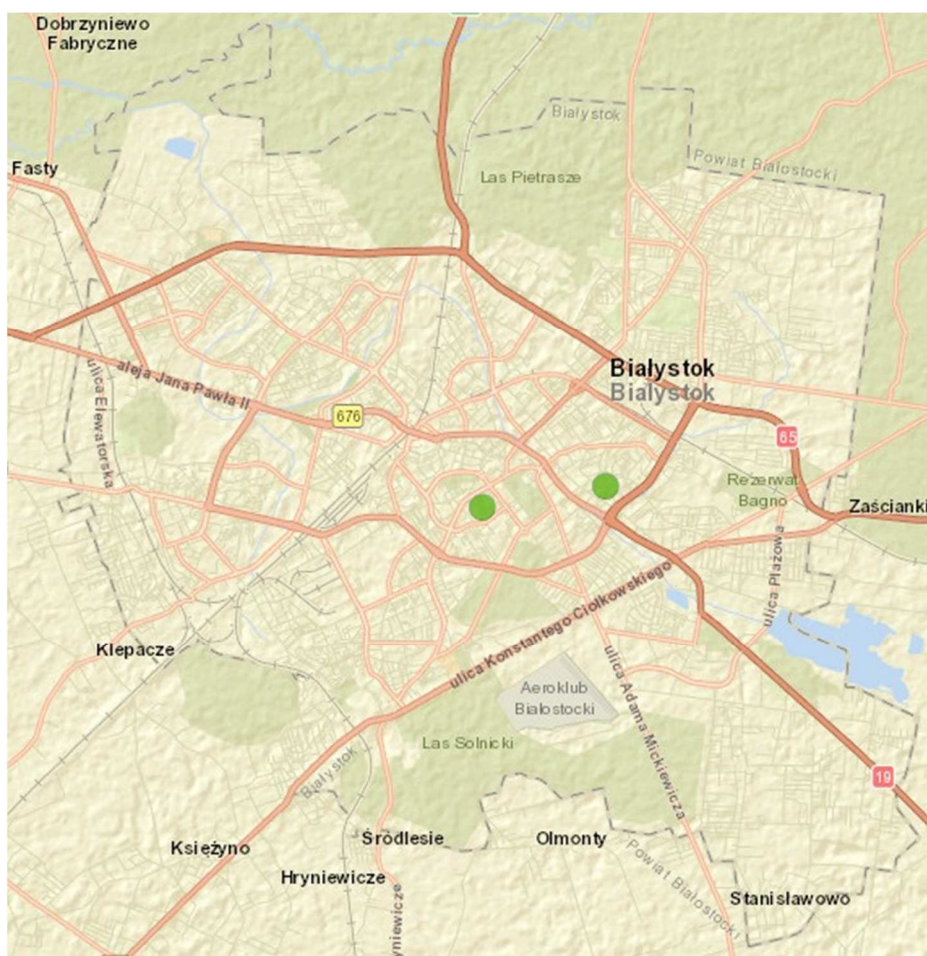 Dobrzyniewo
Fabryczne
Białystok
Powiat Białostocki
Fasty
Las Pietrasze
aleja Jana Pawła II
ulica Elewatorska
676
Białystok
Białystok
65
Rezerwat
Bagno
Zaścianki
ulica Plażowa
ulica Konstantego Ciołkowskiego
Klepacze
Aeroklub
Białostocki
ulica Adama Mickiewicza
Las Solnicki
Białystok
19
Księżyno
Śródlesie
Olmonty
Hryniewicze
yniewicze
Powiat Białostocki
Stanisławowo